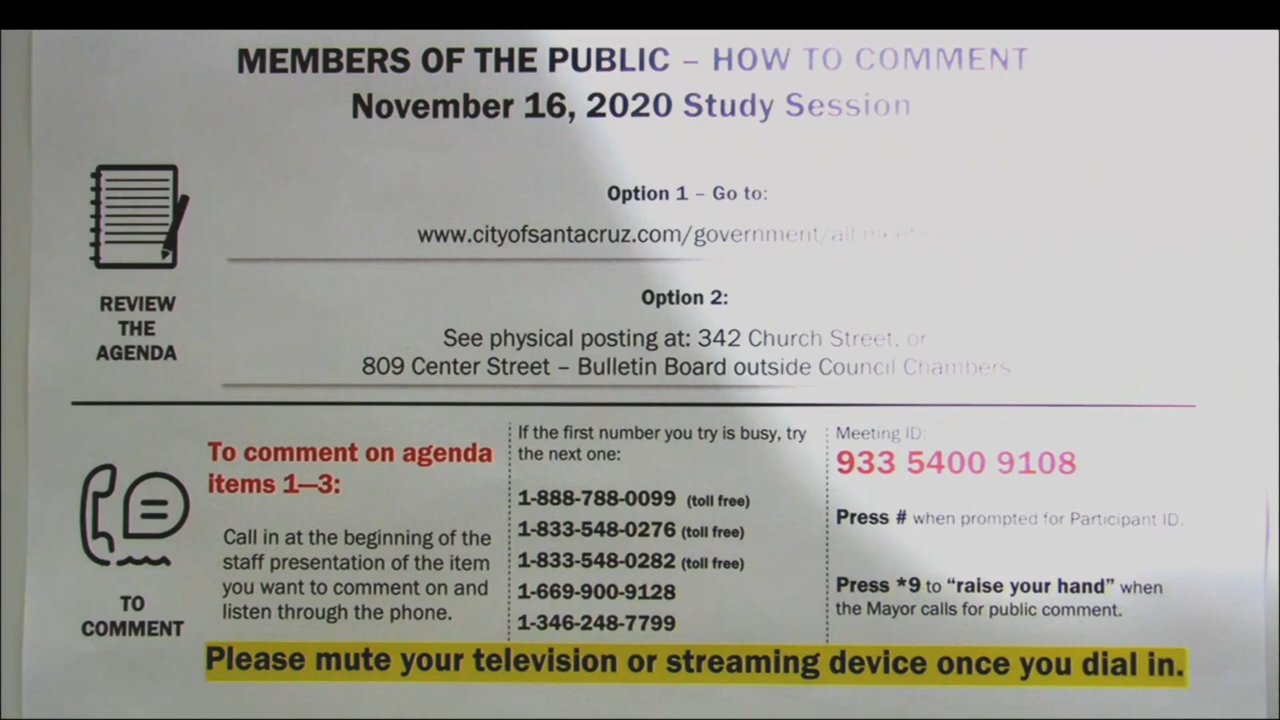 MEMBERS OF THE PUBLIC – HOW TO COMMENT
November 16, 2020 Study Session
Option 1 – Go to:
www.cityofsantacruz.com/government/all
REVIEW
THE
AGENDA
Option 2:
See physical posting at: 342 Church Street, or
809 Center Street – Bulletin Board outside Council Chambers
TO
COMMENT
To comment on agenda
items 1—3:
Call in at the beginning of the
staff presentation of the item
you want to comment on and
listen through the phone.
If the first number you try is busy, try
the next one:
1-888-788-0099 (toll free)
1-833-548-0276 (toll free)
1-833-548-0282 (toll free)
1-669-900-9128
1-346-248-7799
Meeting ID:
933 5400 9108
Press # when prompted for Participant ID.
Press *9 to “raise your hand” when
the Mayor calls for public comment.
Please mute your television or streaming device once you dial in.